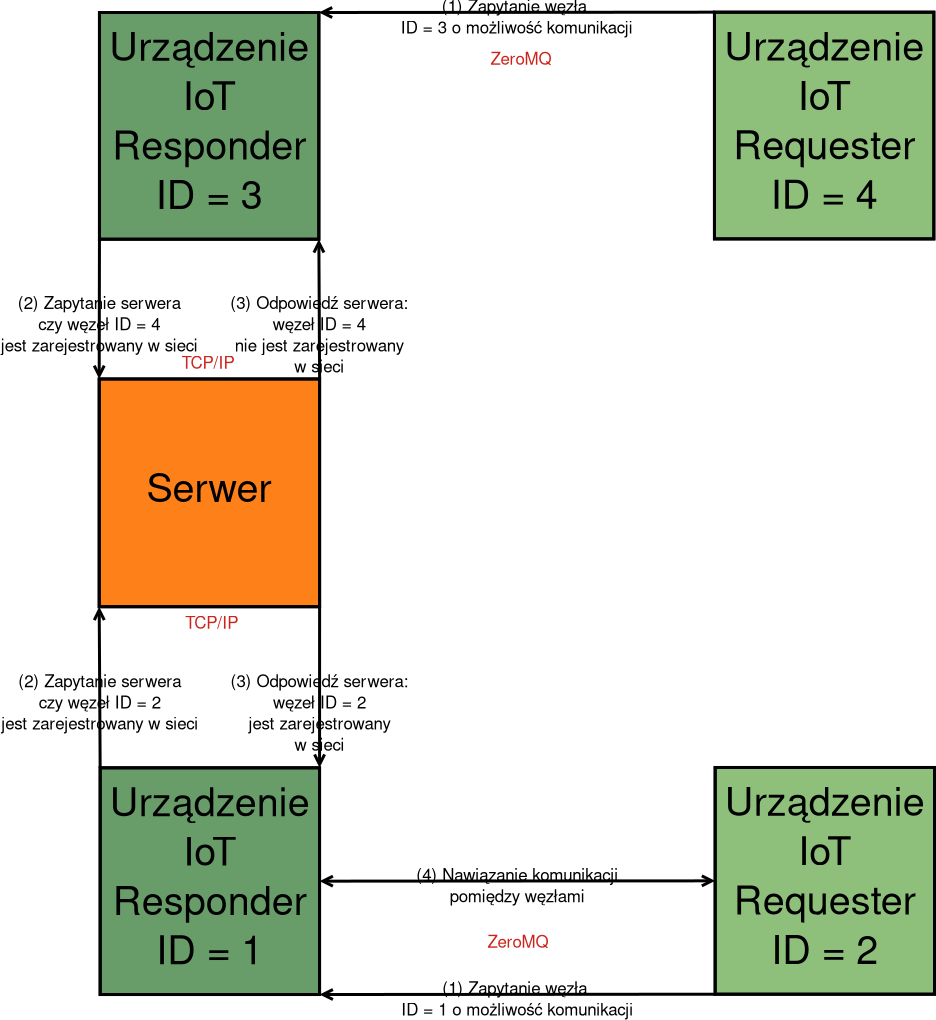 (1) Zapytanie węzła
ID = 3 o możliwość komunikacji
ZeroMQ
Urządzenie
IoT
Responder
ID = 3
Urządzenie
IoT
Requester
ID = 4
(2) Zapytanie serwera
czy węzeł ID = 4
jest zarejestrowany w sieci
(3) Odpowiedź serwera:
węzeł ID = 4
nie jest zarejestrowany
w sieci
TCP/IP
Serwer
TCP/IP
(2) Zapytanie serwera
czy węzeł ID = 2
jest zarejestrowany w sieci
(3) Odpowiedź serwera:
węzeł ID = 2
jest zarejestrowany
w sieci
Urządzenie
IoT
Responder
ID = 1
(4) Nawiązanie komunikacji
pomiędzy węzłami
ZeroMQ
(1) Zapytanie węzła
ID = 1 o możliwość komunikacji
Urządzenie
IoT
Requester
ID = 2